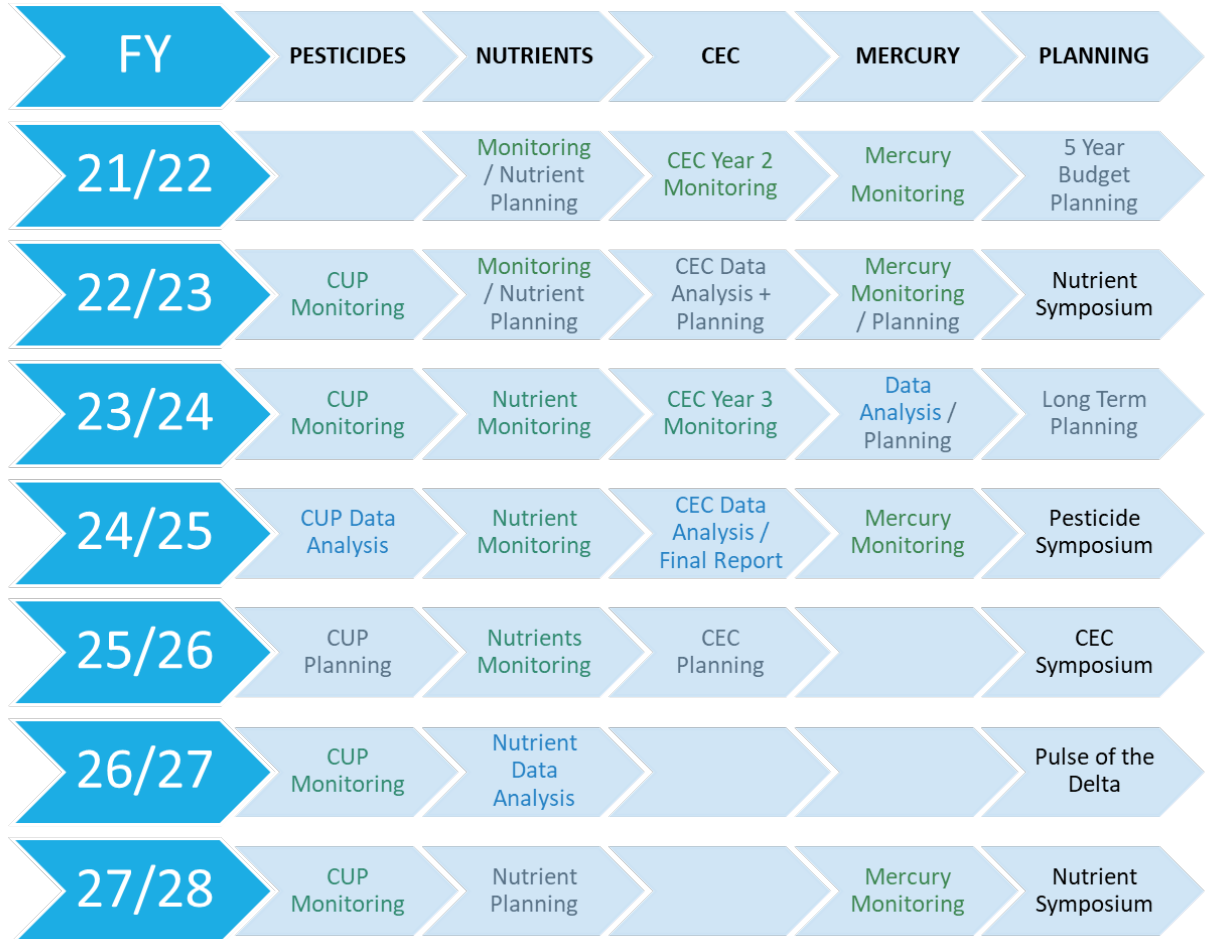 FY
PESTICIDES
NUTRIENTS
CEC
MERCURY
PLANNING
21/22
Monitoring
/ Nutrient
Planning
CEC Year 2
Monitoring
Mercury
Monitoring
5 Year
Budget
Planning
22/23
CUP
Monitoring
Monitoring
/ Nutrient
Planning
CEC Data
Analysis +
Planning
Mercury
Monitoring
/ Planning
Nutrient
Symposium
23/24
CUP
Monitoring
Nutrient
Monitoring
CEC Year 3
Monitoring
Data
Analysis /
Planning
Long Term
Planning
24/25
CUP Data
Analysis
Nutrient
Monitoring
CEC Data
Analysis /
Final Report
Mercury
Monitoring
Pesticide
Symposium
25/26
CUP
Planning
Nutrients
Monitoring
CEC
Planning
CEC
Symposium
26/27
CUP
Monitoring
Nutrient
Data
Analysis
Pulse of the
Delta
27/28
CUP
Monitoring
Nutrient
Planning
Mercury
Monitoring
Nutrient
Symposium